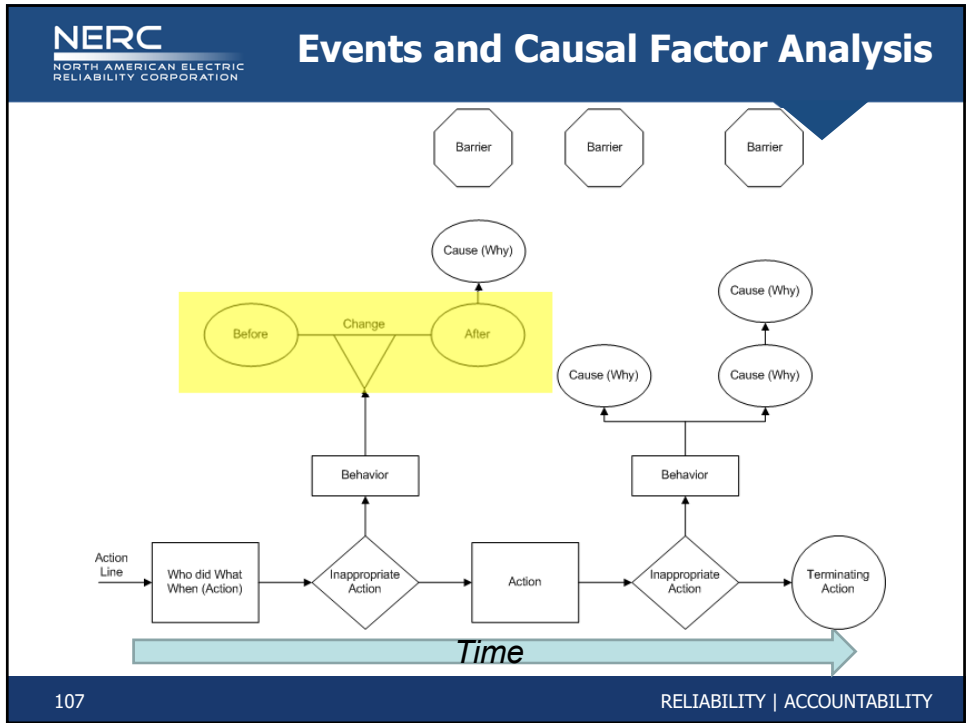 NERC
NORTH AMERICAN ELECTRIC
RELIABILITY CORPORATION
Events and Causal Factor Analysis
Barrier
Barrier
Barrier
Cause (Why)
Cause (Why)
Before
Change
After
Cause (Why)
Cause (Why)
Behavior
Behavior
Action
Line
Who did What
When (Action)
Inappropriate
Action
Action
Inappropriate
Action
Terminating
Action
Time
107
RELIABILITY | ACCOUNTABILITY